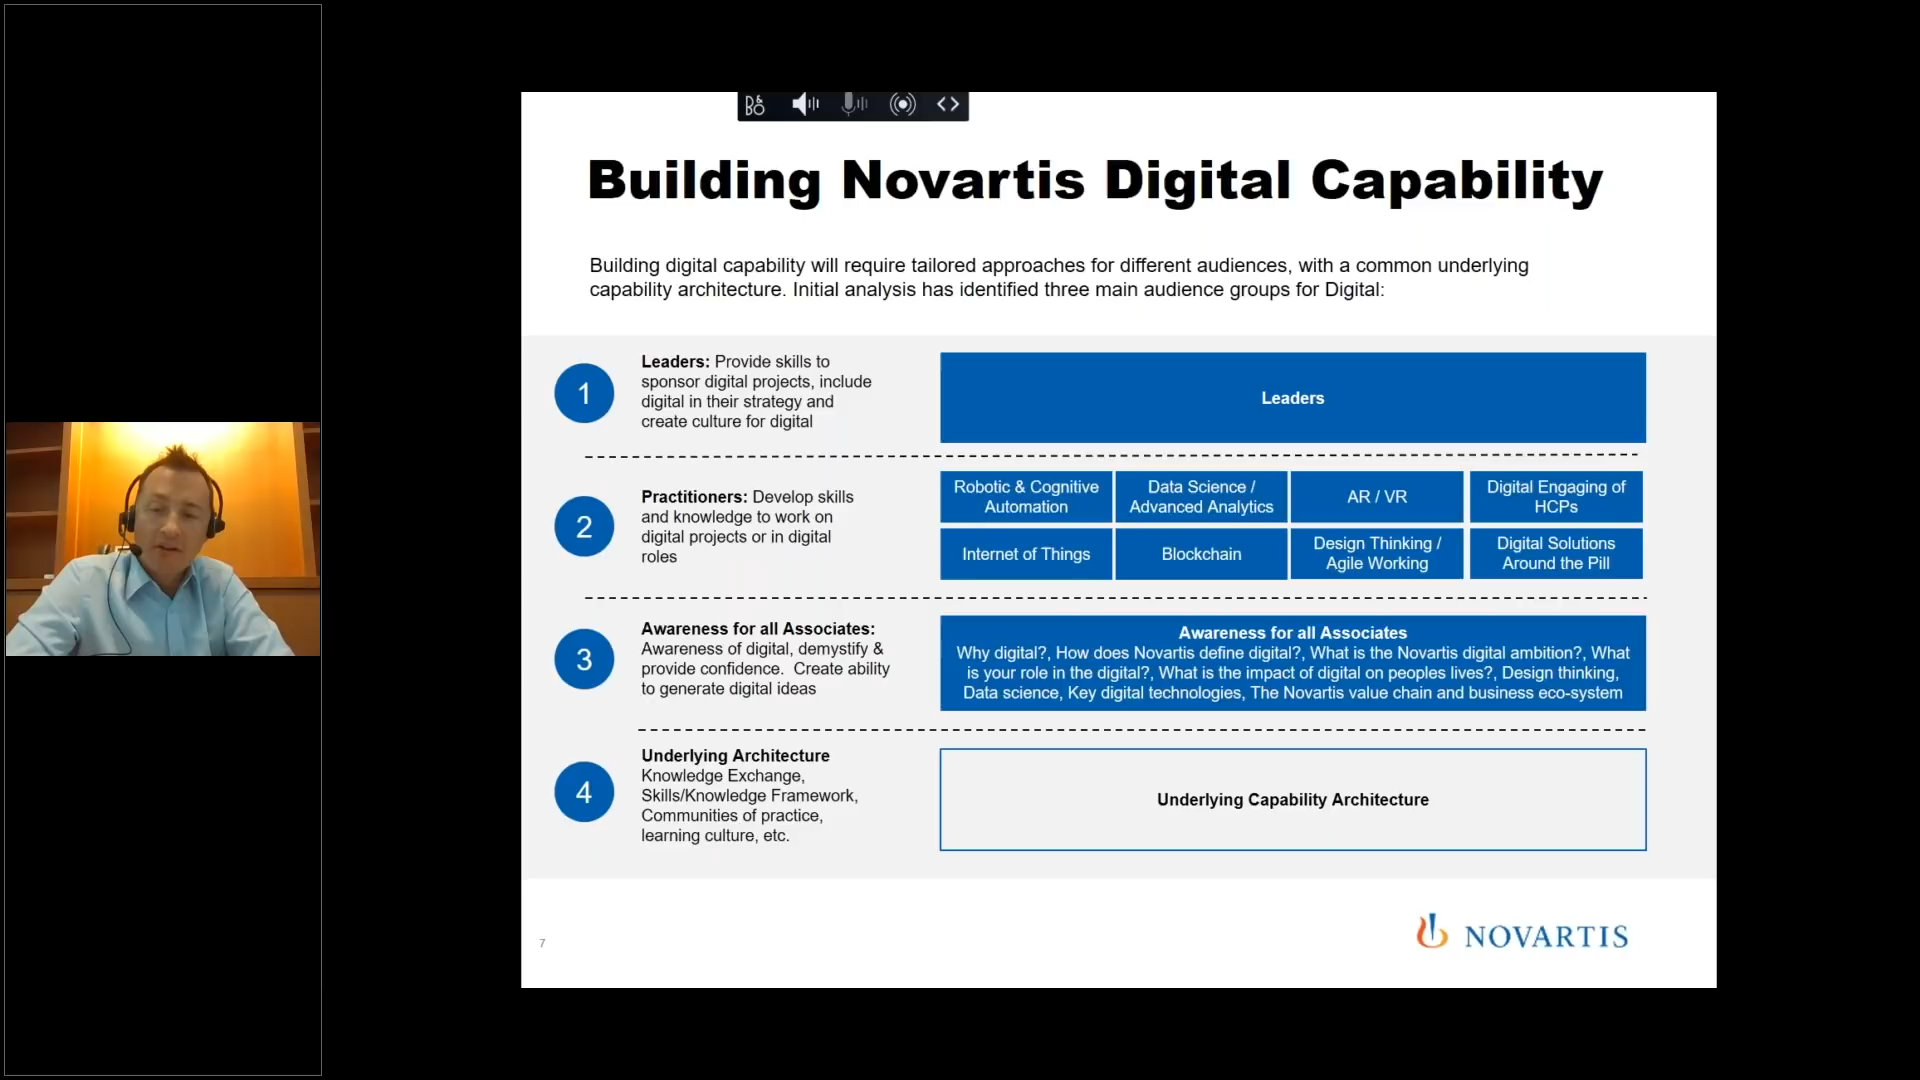 B&O
Building Novartis Digital Capability
Building digital capability will require tailored approaches for different audiences, with a common underlying
capability architecture. Initial analysis has identified three main audience groups for Digital:
1
Leaders: Provide skills to
sponsor digital projects, include
digital in their strategy and
create culture for digital
Leaders
2
Practitioners: Develop skills
and knowledge to work on
digital projects or in digital
roles
Robotic & Cognitive
Automation
Data Science /
Advanced Analytics
AR / VR
Digital Engaging of
HCPs
Internet of Things
Blockchain
Design Thinking /
Agile Working
Digital Solutions
Around the Pill
3
Awareness for all Associates:
Awareness of digital, demystify &
provide confidence. Create ability
to generate digital ideas
Awareness for all Associates
Why digital?, How does Novartis define digital?, What is the Novartis digital ambition?, What
is your role in the digital?, What is the impact of digital on peoples lives?, Design thinking,
Data science, Key digital technologies, The Novartis value chain and business eco-system
4
Underlying Architecture
Knowledge Exchange,
Skills/Knowledge Framework,
Communities of practice,
learning culture, etc.
Underlying Capability Architecture
7
NOVARTIS